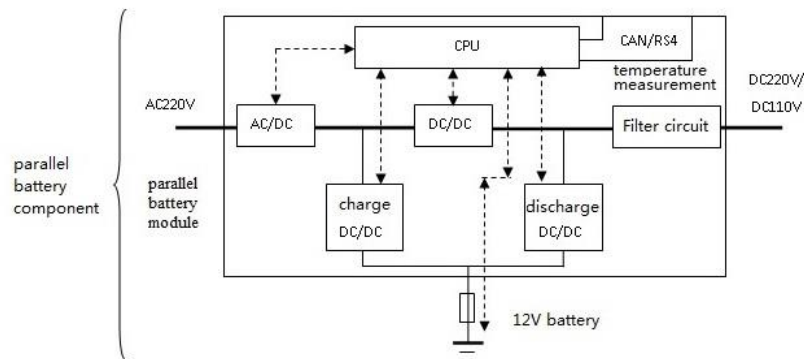 CPU
CAN/RS4
temperature
measurement
DC220V/
DC110V
AC220V
AC/DC
DC/DC
Filter circuit
parallel
battery
component
parallel
battery
module
charge
DC/DC
discharge
DC/DC
12V battery